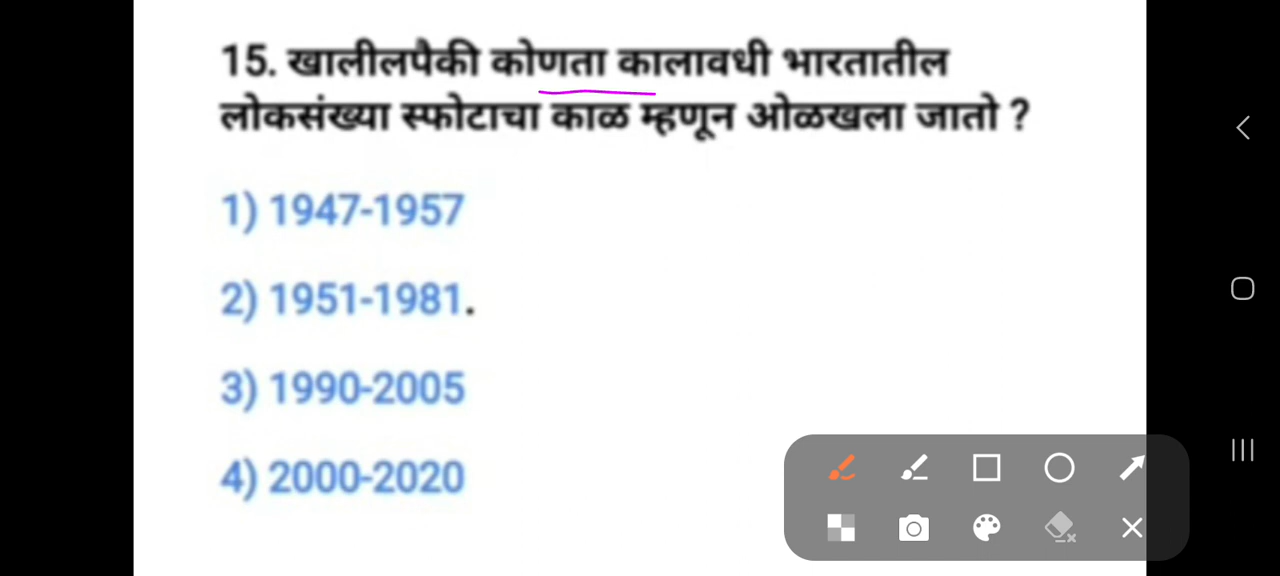 15. खालीलपैकी कोणता कालावधी भारतातील
लोकसंख्या स्फोटाचा काळ म्हणून ओळखला जातो ?
1) 1947-1957
2) 1951-1981.
3) 1990-2005
4) 2000-2020